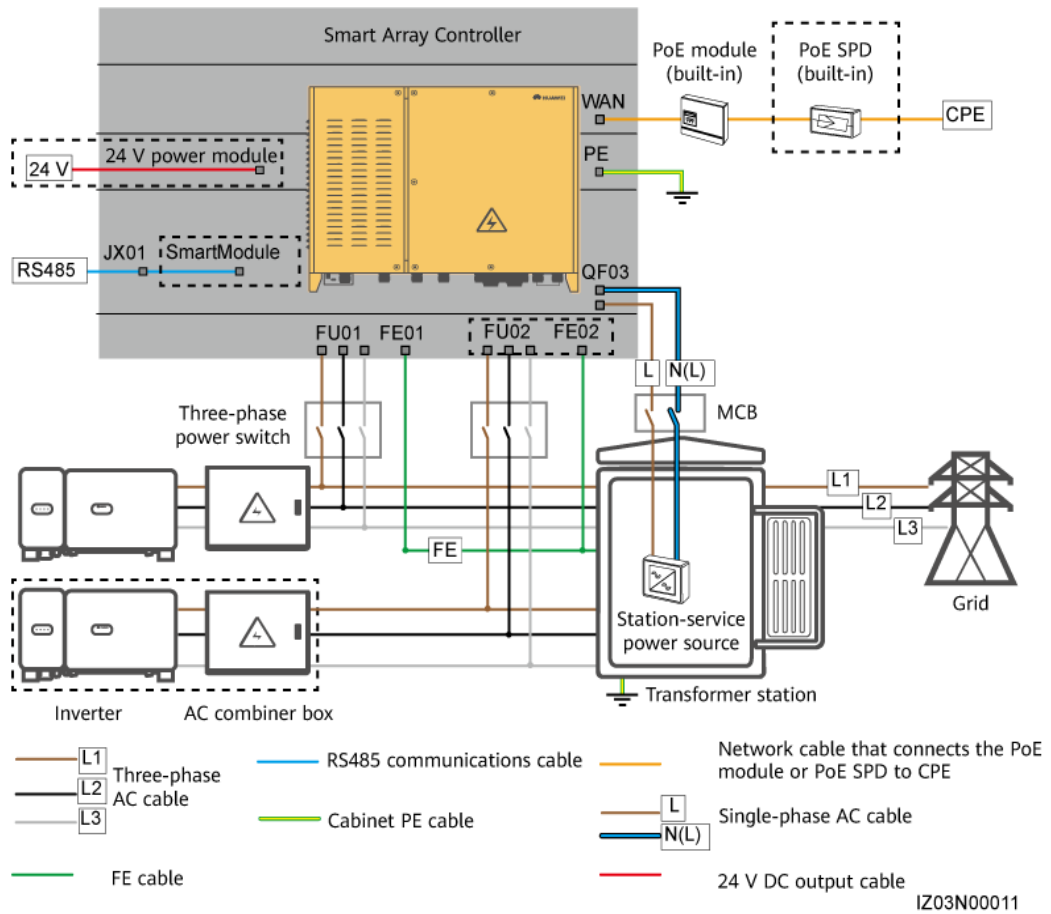 Smart Array Controller
PoE module
(built-in)
PoE SPD
(built-in)
HUAWEI
WAN
CPE
24 V power module
24 V
PE
JX01
SmartModule
RS485
QF03
FU01
FE01
FU02
FE02
L
N(L)
Three-phase
power switch
MCB
L1
L2
L3
FE
Grid
Station-service
power source
Transformer station
Inverter
AC combiner box
L1
L2
L3
Three-phase
AC cable
RS485 communications cable
Network cable that connects the PoE
module or PoE SPD to CPE
Cabinet PE cable
L
N(L)
Single-phase AC cable
FE cable
24 V DC output cable
IZ03N00011